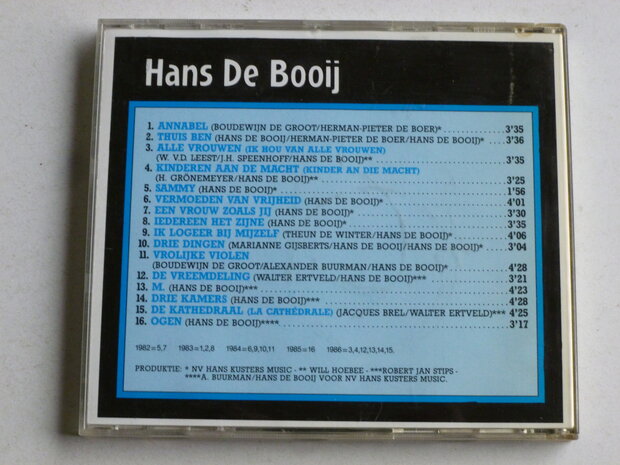 Hans De Booij
1. ANNABEL (BOUDEWIJN DE GROOT/HERMAN-PIETER DE BOER)* 3'35
2. THUIS BEN (HANS DE BOOIJ/HERMAN-PIETER DE BOER/HANS DE BOOIJ)* 3'36
3. ALLE VROUWEN (IK HOU VAN ALLE VROUWEN)
(W. V.D. LEEST/J.H. SPEENHOFF/HANS DE BOOIJ)** 3'35
4. KINDEREN AAN DE MACHT (KINDER AN DIE MACHT)
(H. GRÖNEMEYER/HANS DE BOOIJ)** 3'25
5. SAMMY (HANS DE BOOIJ)* 1'56
6. VERMOEDEN VAN VRIJHEID (HANS DE BOOIJ)* 4'01
7. EEN VROUW ZOALS JIJ (HANS DE BOOIJ)* 3'30
8. IEDEREEN HET ZIJNE (HANS DE BOOIJ)* 3'35
9. IK LOGEER BIJ MIJZELF (THEUN DE WINTER/HANS DE BOOIJ)* 4'06
10. DRIE DINGEN (MARIANNE GIJSBERTS/HANS DE BOOIJ/HANS DE BOOIJ)* 3'04
11. VROLIJKE VIOLEN
(BOUDEWIJN DE GROOT/ALEXANDER BUURMAN/HANS DE BOOIJ)* 4'28
12. DE VREEMDELING (WALTER ERTVELD/HANS DE BOOIJ)*** 3'21
13. M. (HANS DE BOOIJ)*** 4'23
14. DRIE KAMERS (HANS DE BOOIJ)*** 4'28
15. DE KATHEDRAAL (LA CATHÉDRALE) (JACQUES BREL/WALTER ERTVELD)*** 4'25
16. OGEN (HANS DE BOOIJ)**** 3'17
1982=5,7 1983=1,2,8 1984=6,9,10,11 1985=16 1986=3,4,12,13,14,15.
PRODUKTIE: * NV HANS KUSTERS MUSIC - ** WILL HOEBEE - ***ROBERT JAN STIPS -
****A. BUURMAN/HANS DE BOOIJ VOOR NV HANS KUSTERS MUSIC.